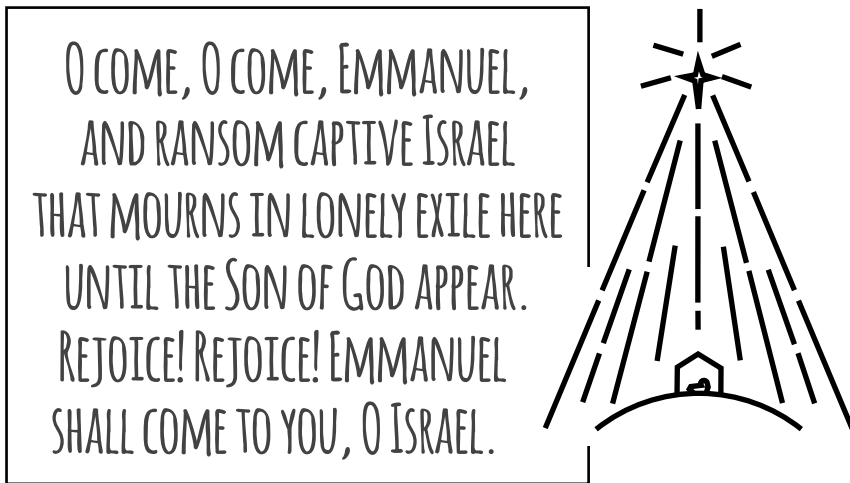 O come, O come, Emmanuel,
and ransom captive Israel
that mourns in lonely exile here
until the Son of God appear.
Rejoice! Rejoice! Emmanuel
shall come to you, O Israel.